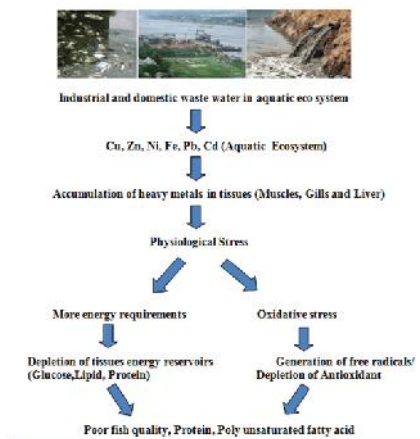 Industrial and domestic waste water in aquatic eco system
Cu, Zn, Ni, Fe, Pb, Cd (Aquatic Ecosystem)
Accumulation of heavy metals in tissues (Muscles, Gills and Liver)
Physiological Stress
More energy requirements
Oxidative stress
Depletion of tissues energy reservoirs
(Glucose,Lipid, Protein)
Generation of free radicals/
Depletion of Antioxidant
Poor fish quality, Protein, Poly unsaturated fatty acid